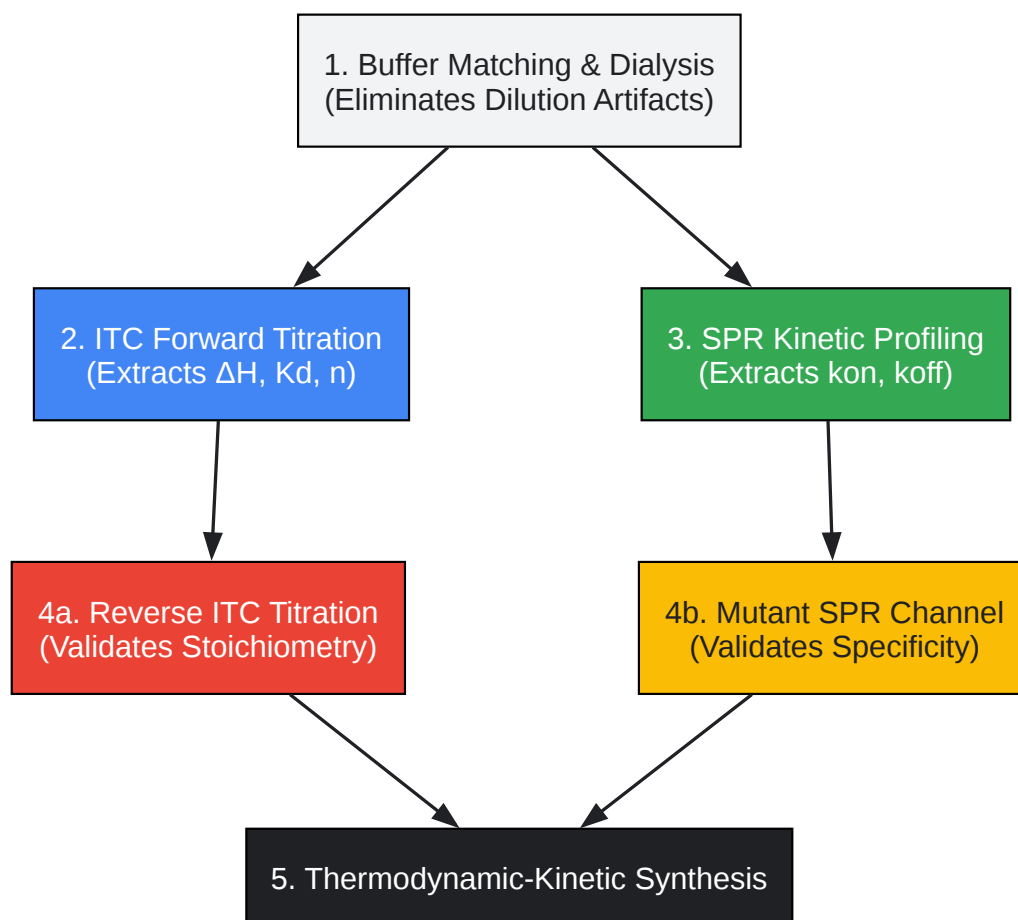 1. Buffer Matching & Dialysis
(Eliminates Dilution Artifacts)
2. ITC Forward Titration
(Extracts ΔH, Kd, n)
3. SPR Kinetic Profiling
(Extracts kon, koff)
4a. Reverse ITC Titration
(Validates Stoichiometry)
4b. Mutant SPR Channel
(Validates Specificity)
5. Thermodynamic-Kinetic Synthesis